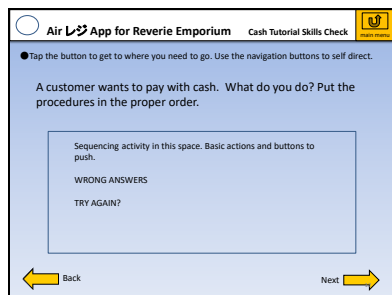 Air レジ App for Reverie Emporium Cash Tutorial Skills Check
main menu
●Tap the button to get to where you need to go. Use the navigation buttons to self direct.
A customer wants to pay with cash. What do you do? Put the
procedures in the proper order.
Sequencing activity in this space. Basic actions and buttons to
push.
WRONG ANSWERS
TRY AGAIN?
Back
Next